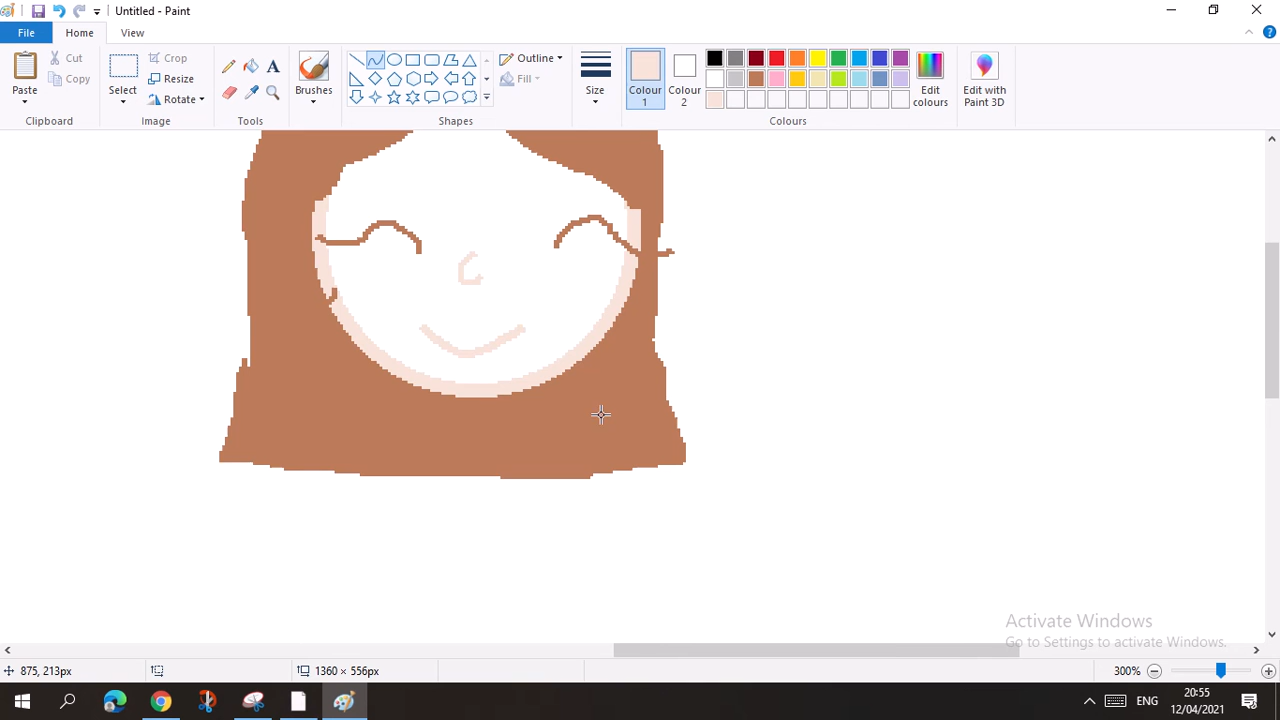 Untitled - Paint
File Home View
Paste
Clipboard
Cut
Copy
Select
Crop
Resize
Rotate
Image
A
Tools
Brushes
Shapes
Outline
Fill
Size
Colour 1
Colour 2
Edit colours
Edit with Paint 3D
Colours
Activate Windows
Go to Settings to activate Windows.
875, 213px
1360 × 556px
300%
ENG
20:55
12/04/2021